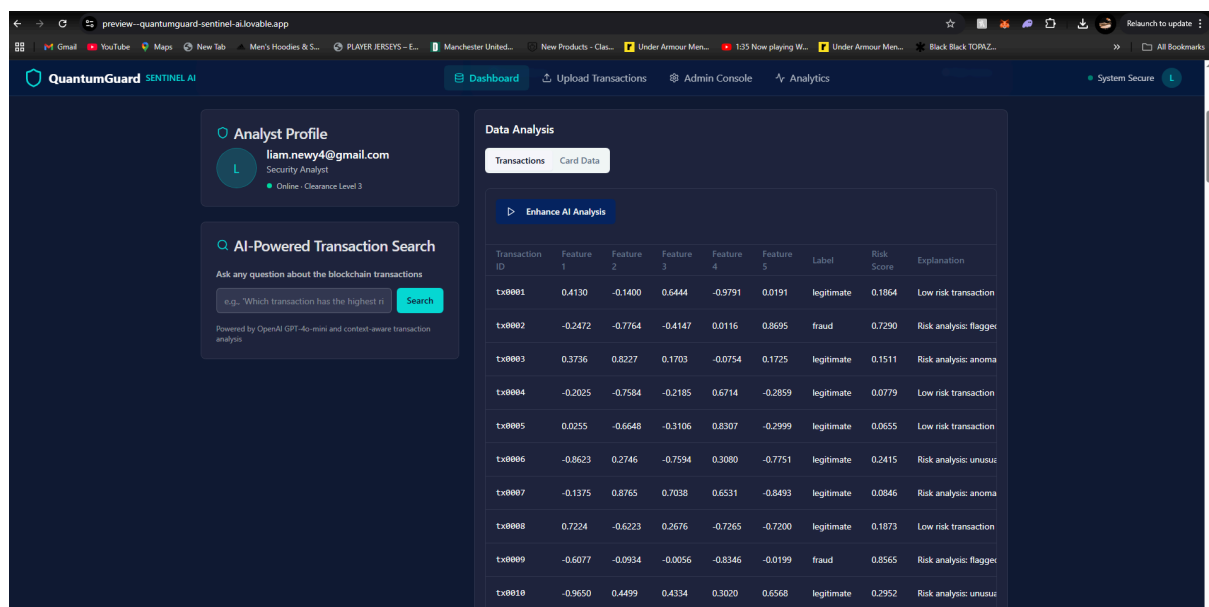 preview--quantumguard-sentinel-ai.lovable.app
Relaunch to update
Gmail YouTube Maps New Tab Men's Hoodies & S... PLAYER JERSEYS – E... Manchester United... New Products - Clas... Under Armour Men... 1:35 Now playing W... Under Armour Men... Black Black TOPAZ... » All Bookmarks
QuantumGuard SENTINEL AI
Dashboard Upload Transactions Admin Console Analytics
System Secure L
Analyst Profile
L
liam.newy4@gmail.com
Security Analyst
Online - Clearance Level 3
AI-Powered Transaction Search
Ask any question about the blockchain transactions
e.g., 'Which transaction has the highest ri
Search
Powered by OpenAI GPT-4o-mini and context-aware transaction
analysis
Data Analysis
Transactions Card Data
Enhance AI Analysis
Transaction ID Feature 1 Feature 2 Feature 3 Feature 4 Feature 5 Label Risk Score Explanation
tx0001 0.4130 -0.1400 0.6444 -0.9791 0.0191 legitimate 0.1864 Low risk transaction
tx0002 -0.2472 -0.7764 -0.4147 0.0116 0.8695 fraud 0.7290 Risk analysis: flagged
tx0003 0.3736 0.8227 0.1703 -0.0754 0.1725 legitimate 0.1511 Risk analysis: anoma
tx0004 -0.2025 -0.7584 -0.2185 0.6714 -0.2859 legitimate 0.0779 Low risk transaction
tx0005 0.0255 -0.6648 -0.3106 0.8307 -0.2999 legitimate 0.0655 Low risk transaction
tx0006 -0.8623 0.2746 -0.7594 0.3080 -0.7751 legitimate 0.2415 Risk analysis: unusua
tx0007 -0.1375 0.8765 0.7038 0.6531 -0.8493 legitimate 0.0846 Risk analysis: anoma
tx0008 0.7224 -0.6223 0.2676 -0.7265 -0.7200 legitimate 0.1873 Low risk transaction
tx0009 -0.6077 -0.0934 -0.0056 -0.8346 -0.0199 fraud 0.8565 Risk analysis: flagged
tx0010 -0.9650 0.4499 0.4334 0.3020 0.6568 legitimate 0.2952 Risk analysis: unusua